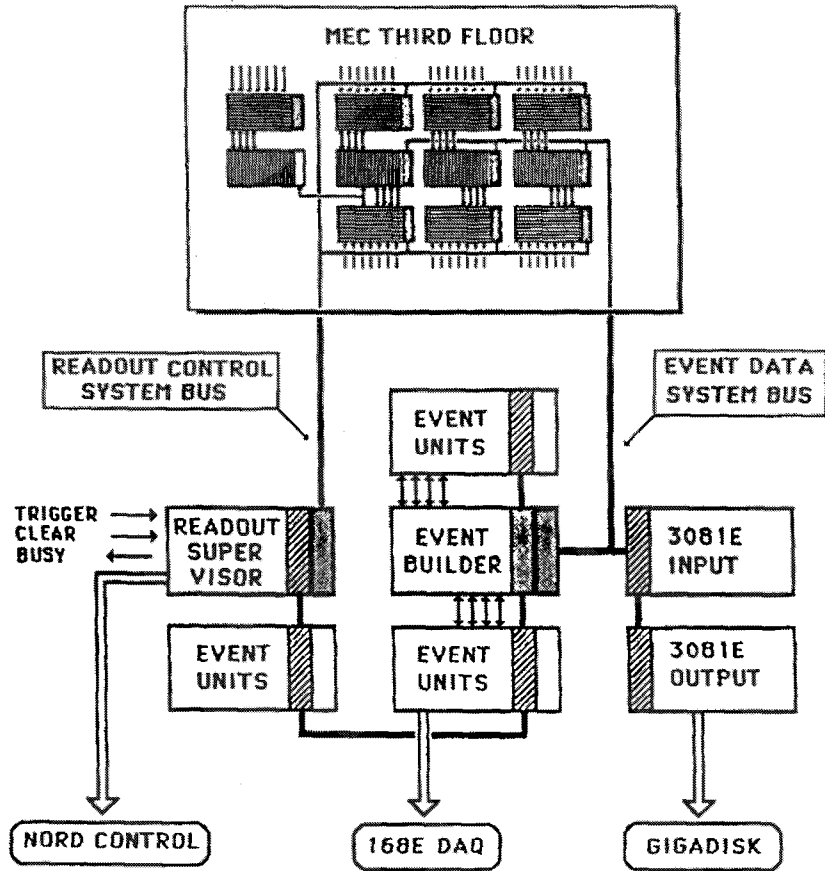 MEC THIRD FLOOR
READOUT CONTROL
SYSTEM BUS
EVENT DATA
SYSTEM BUS
EVENT
UNITS
TRIGGER
CLEAR
BUSY
READOUT
SUPER
VISOR
EVENT
BUILDER
3081E
INPUT
EVENT
UNITS
EVENT
UNITS
3081E
OUTPUT
NORD CONTROL
168E DAQ
GIGADISK